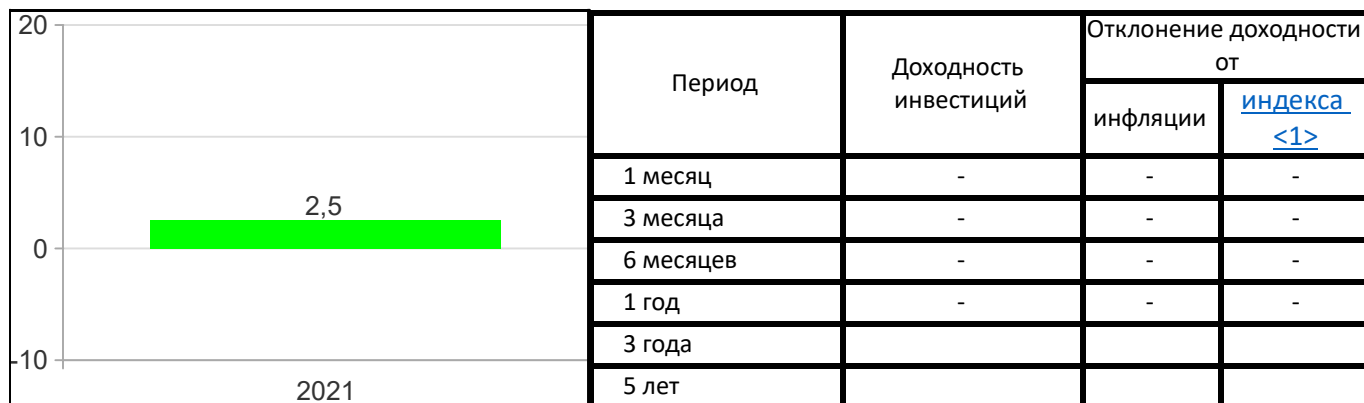 20
10
0
-10
2,5
2021
Период
Доходность
инвестиций
Отклонение доходности
от
инфляции
индекса
<1>
1 месяц - - -
3 месяца - - -
6 месяцев - - -
1 год - - -
3 года
5 лет